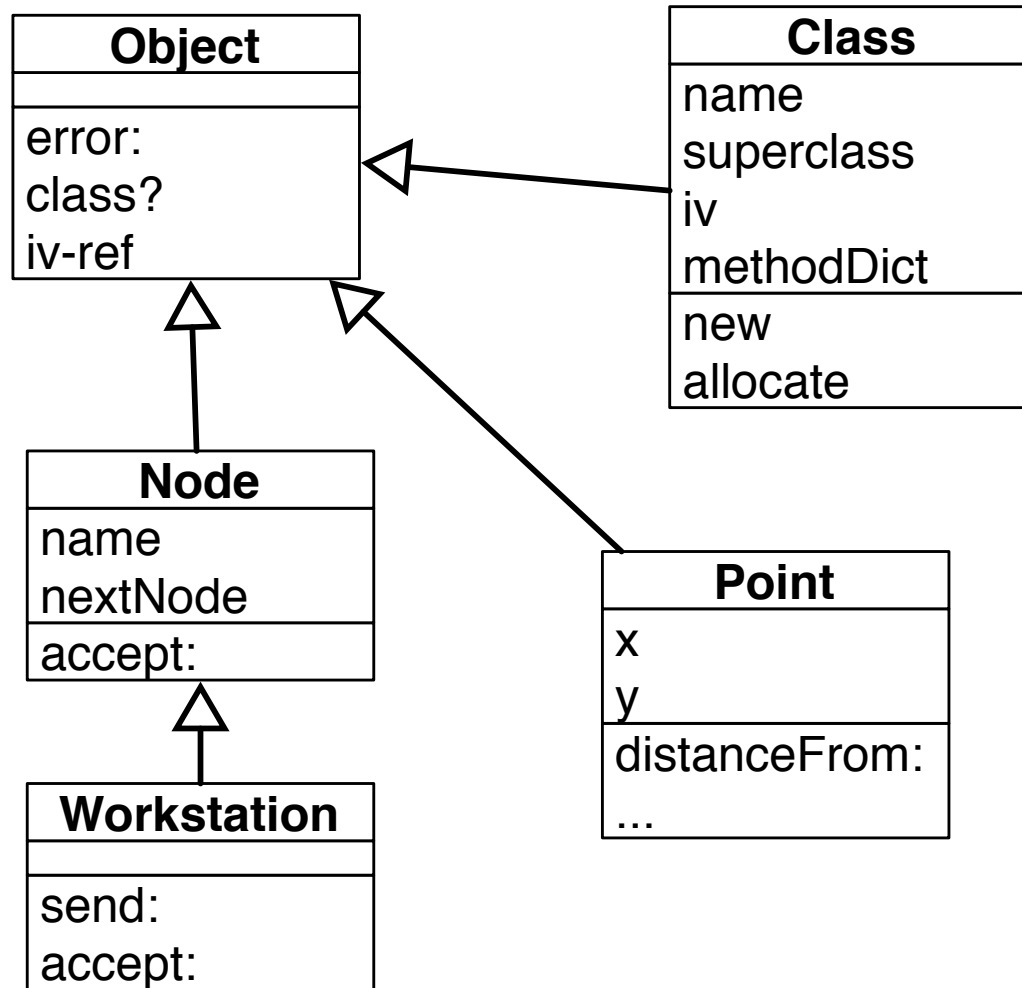 Object
error:
class?
iv-ref
Class
name
superclass
iv
methodDict
new
allocate
Node
name
nextNode
accept:
Point
x
y
distanceFrom:
...
Workstation
send:
accept: